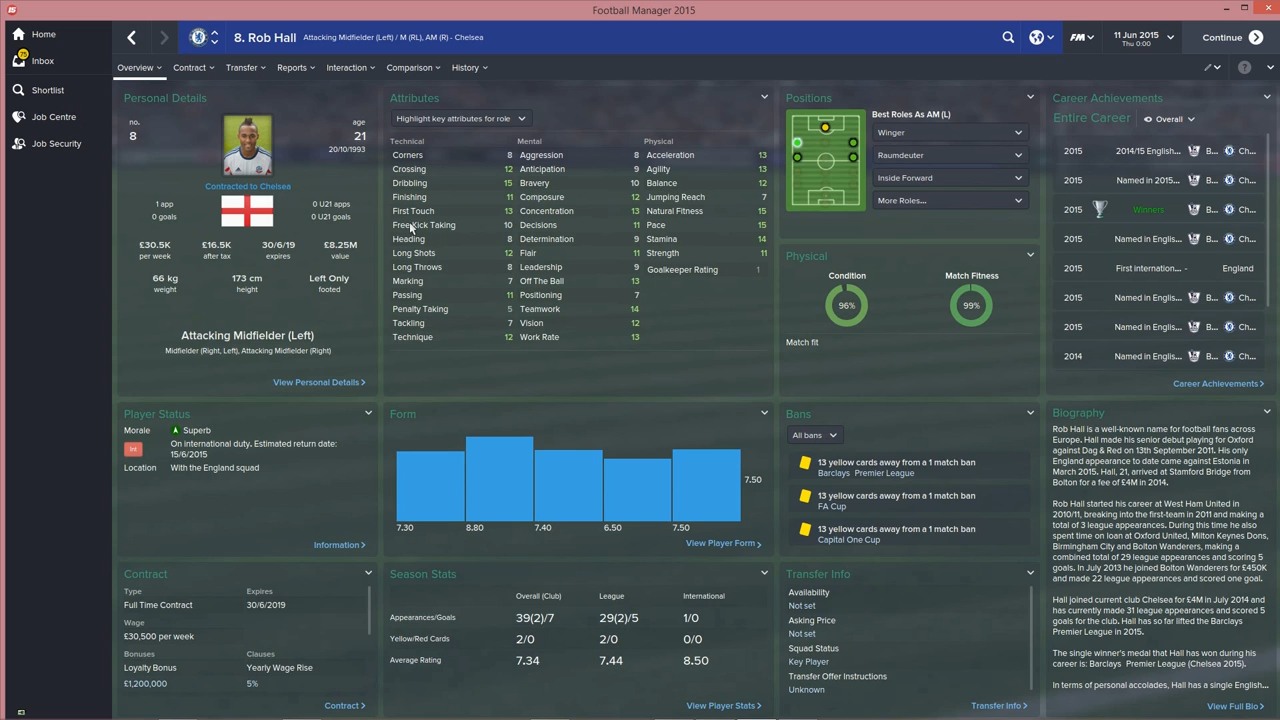 Football Manager 2015
Home
75
Inbox
Shortlist
Job Centre
Job Security
8. Rob Hall
Attacking Midfielder (Left) / M (RL), AM (R) - Chelsea
FM
11 Jun 2015
Thu 0:00
Continue
Overview
Contract
Transfer
Reports
Interaction
Comparison
History
?
Personal Details
no.
8
age
21
20/10/1993
Contracted to Chelsea
1 app
0 goals
0 U21 apps
0 U21 goals
£30.5K
per week
£16.5K
after tax
30/6/19
expires
£8.25M
value
66 kg
weight
173 cm
height
Left Only
footed
Attacking Midfielder (Left)
Midfielder (Right, Left), Attacking Midfielder (Right)
View Personal Details >
Attributes
Highlight key attributes for role
Technical Mental Physical
Corners 8 Aggression 8 Acceleration 13
Crossing 12 Anticipation 9 Agility 13
Dribbling 15 Bravery 10 Balance 12
Finishing 11 Composure 12 Jumping Reach 7
First Touch 13 Concentration 13 Natural Fitness 15
Free Kick Taking 10 Decisions 11 Pace 15
Heading 8 Determination 9 Stamina 14
Long Shots 12 Flair 11 Strength 11
Long Throws 8 Leadership 9 Goalkeeper Rating 1
Marking 7 Off The Ball 13
Passing 11 Positioning 7
Penalty Taking 5 Teamwork 14
Tackling 7 Vision 12
Technique 12 Work Rate 13
Positions
Best Roles As AM (L)
Winger
Raumdeuter
Inside Forward
More Roles...
Physical
Condition
96%
Match Fitness
99%
Match fit
Career Achievements
Entire Career
Overall
2015 2014/15 English... B... Ch...
2015 Named in 2015... B... Ch...
2015 Winners B... Ch...
2015 Named in Englis... B... Ch...
2015 First internation... - England
2015 Named in Englis... B... Ch...
2015 Named in Englis... B... Ch...
2014 Named in Englis... B... Ch...
Career Achievements >
Player Status
Morale Superb
Int
On international duty. Estimated return date:
15/6/2015
Location With the England squad
Information >
Form
7.50
7.30 8.80 7.40 6.50 7.50
View Player Form >
Bans
All bans
13 yellow cards away from a 1 match ban
Barclays Premier League
13 yellow cards away from a 1 match ban
FA Cup
13 yellow cards away from a 1 match ban
Capital One Cup
Biography
Rob Hall is a well-known name for football fans across
Europe. Hall made his senior debut playing for Oxford
against Dag & Red on 13th September 2011. His only
England appearance to date came against Estonia in
March 2015. Hall, 21, arrived at Stamford Bridge from
Bolton for a fee of £4M in 2014.
Rob Hall started his career at West Ham United in
2010/11, breaking into the first-team in 2011 and making a
total of 3 league appearances. During this time he also
spent time on loan at Oxford United, Milton Keynes Dons,
Birmingham City and Bolton Wanderers, making a
combined total of 29 league appearances and scoring 5
goals. In July 2013 he joined Bolton Wanderers for £450K
and made 22 league appearances and scored one goal.
Hall joined current club Chelsea for £4M in July 2014 and
has currently made 31 league appearances and scored 5
goals for the club. Hall has so far lifted the Barclays
Premier League in 2015.
The single winner's medal that Hall has won during his
career is: Barclays Premier League (Chelsea 2015).
In terms of personal accolades, Hall has a single English...
View Full Bio >
Contract
Type Expires
Full Time Contract 30/6/2019
Wage
£30,500 per week
Bonuses Clauses
Loyalty Bonus Yearly Wage Rise
£1,200,000 5%
Contract >
Season Stats
Overall (Club) League International
Appearances/Goals 39(2)/7 29(2)/5 1/0
Yellow/Red Cards 2/0 2/0 0/0
Average Rating 7.34 7.44 8.50
View Player Stats >
Transfer Info
Availability
Not set
Asking Price
Not set
Squad Status
Key Player
Transfer Offer Instructions
Unknown
Transfer Info >